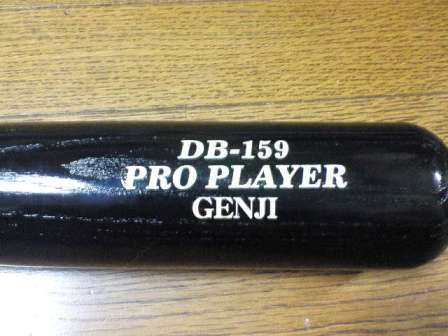 DB-159
PRO PLAYER
GENJI